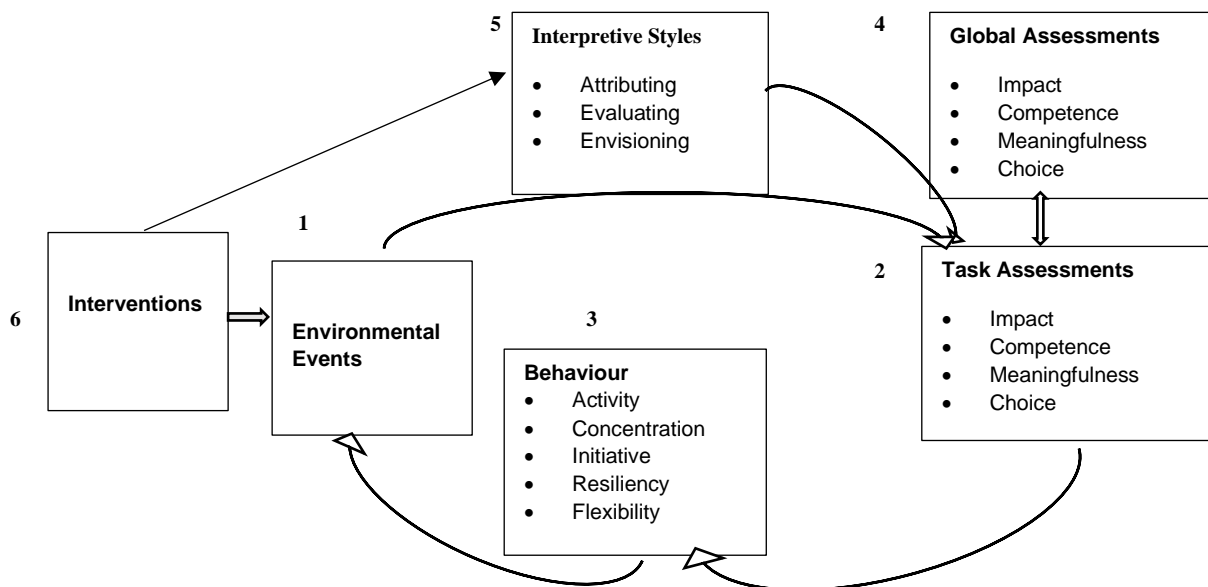 5
Interpretive Styles
• Attributing
• Evaluating
• Envisioning
4
Global Assessments
• Impact
• Competence
• Meaningfulness
• Choice
1
6
Interventions
Environmental
Events
3
Behaviour
• Activity
• Concentration
• Initiative
• Resiliency
• Flexibility
2
Task Assessments
• Impact
• Competence
• Meaningfulness
• Choice